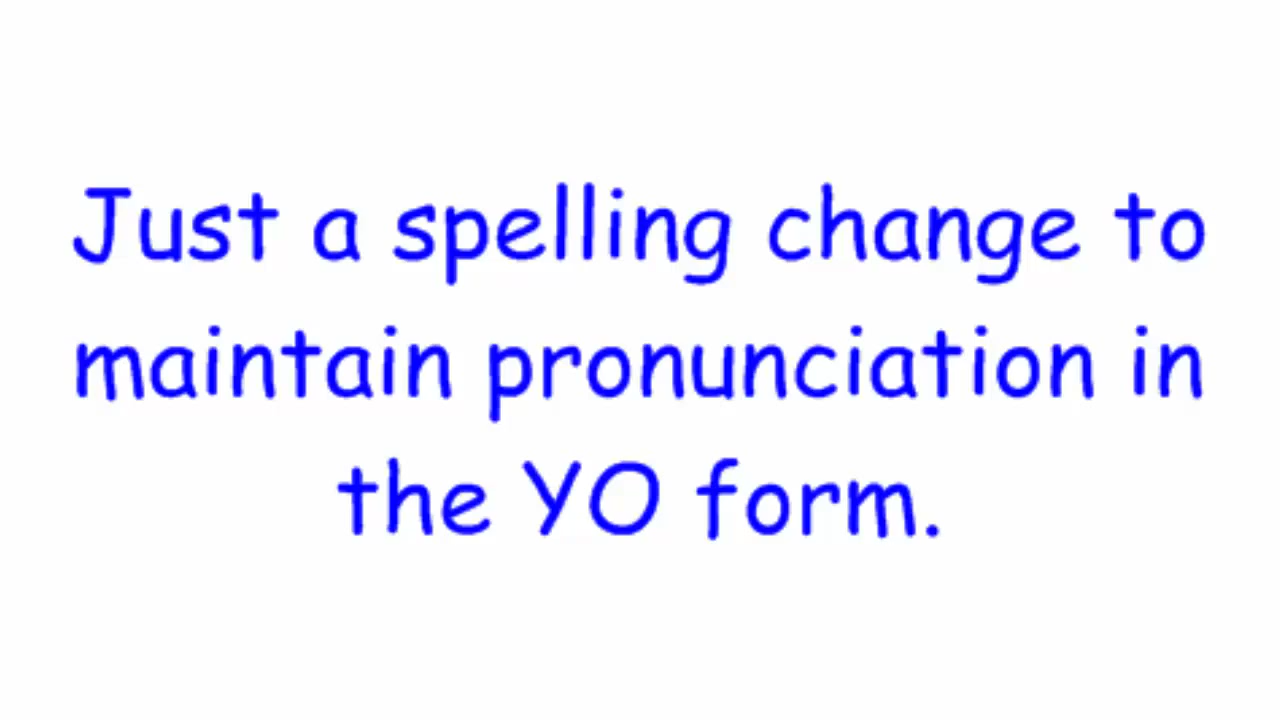 Just a spelling change to
maintain pronunciation in
the YO form.